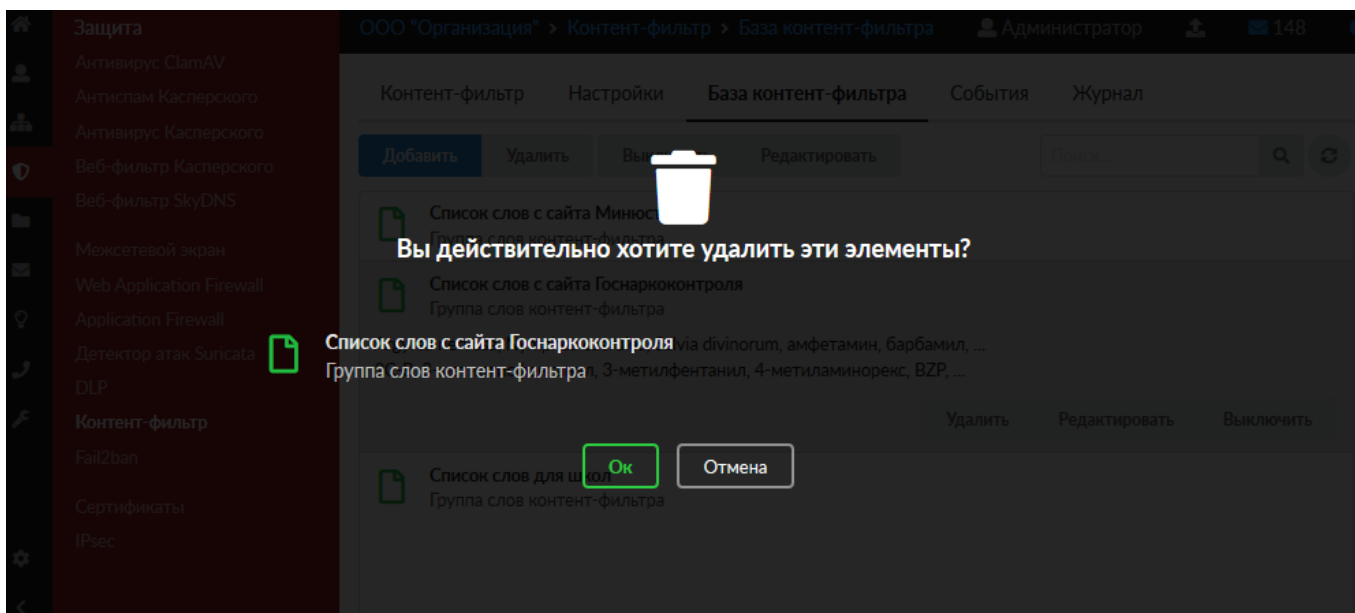 Защита
Антивирус ClamAV
Антиспам Касперского
Антивирус Касперского
Веб-фильтр Касперского
Веб-фильтр SkyDNS
Межсетевой экран
Web Application Firewall
Application Firewall
Детектор атак Suricata
DLP
Контент-фильтр
Fail2ban
Сертификаты
IPsec
ООО "Организация" > Контент-фильтр > База контент-фильтра Администратор 148
Контент-фильтр Настройки База контент-фильтра События Журнал
Добавить Удалить Редактировать Поиск...
Список слов с сайта
Группа слов контент-фильтра
Вы действительно хотите удалить эти элементы?
Список слов с сайта Госнаркоконтроля
Группа слов контент-фильтра
divinorum, амфетамин, барбамил, ...
3-метилфентанил, 4-метиламинорекс, BZP, ...
Список слов с сайта Госнаркоконтроля
Группа слов контент-фильтра
Удалить Редактировать Выключить
Ок Отмена
Список слов для школ
Группа слов контент-фильтра